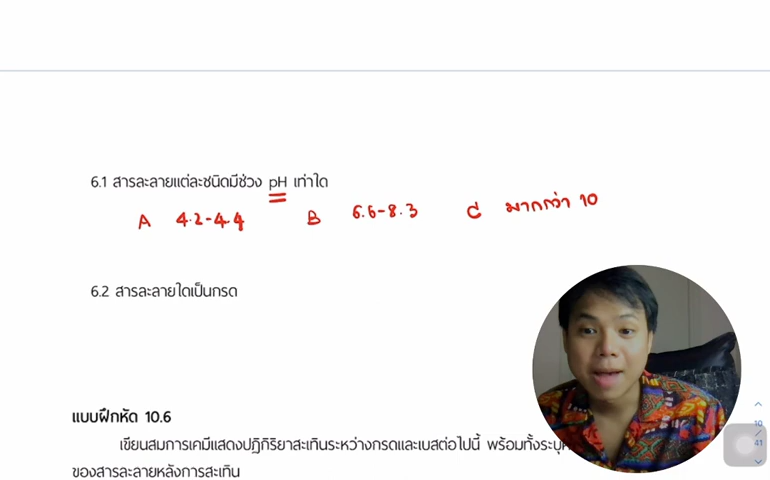 6.1 สารละลายแต่ละชนิดมีช่วง pH เท่าใด
A 4.2-4.4 B 6.6-8.3 C มากกว่า 10
6.2 สารละลายใดเป็นกรด
แบบฝึกหัด 10.6
เขียนสมการเคมีแสดงปฏิกิริยาสะเทินระหว่างกรดและเบสต่อไปนี้ พร้อมทั้งระบุ
ของสารละลายหลังการสะเทิน
10
41